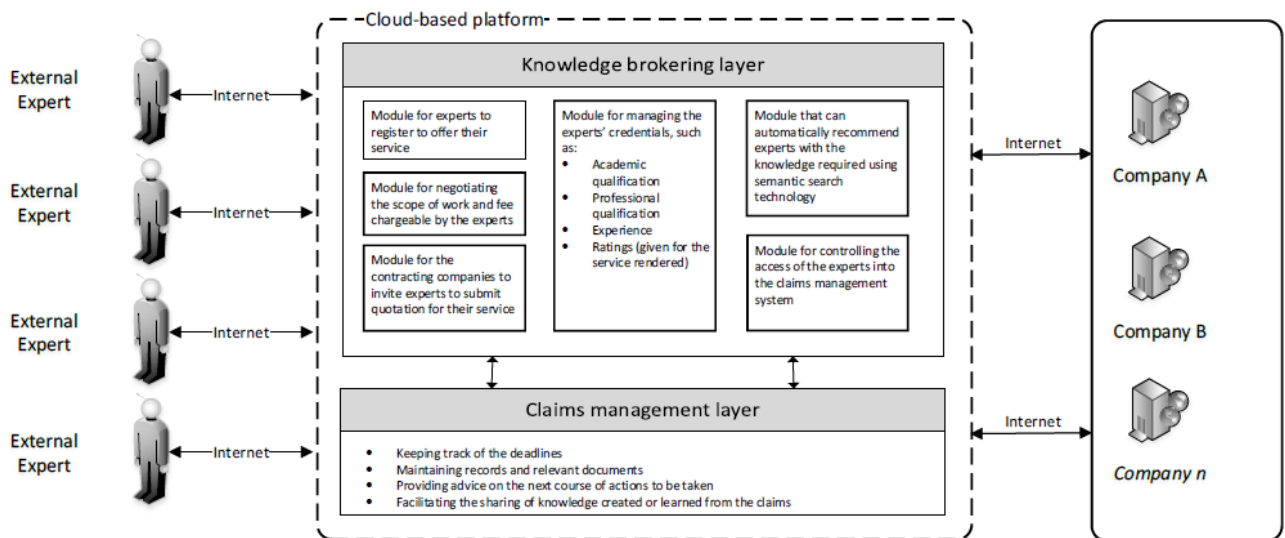 Cloud-based platform
Knowledge brokering layer
External
Expert
Internet
External
Expert
Internet
External
Expert
Internet
External
Expert
Internet
Module for experts to
register to offer their
service
Module for negotiating
the scope of work and fee
chargeable by the experts
Module for the
contracting companies to
invite experts to submit
quotation for their service
Module for managing the
experts' credentials, such
as:
• Academic
qualification
• Professional
qualification
• Experience
• Ratings (given for the
service rendered)
Module that can
automatically recommend
experts with the
knowledge required using
semantic search
technology
Module for controlling the
access of the experts into
the claims management
system
Claims management layer
• Keeping track of the deadlines
• Maintaining records and relevant documents
• Providing advice on the next course of actions to be taken
• Facilitating the sharing of knowledge created or learned from the claims
Internet
Internet
Company A
Company B
Company n